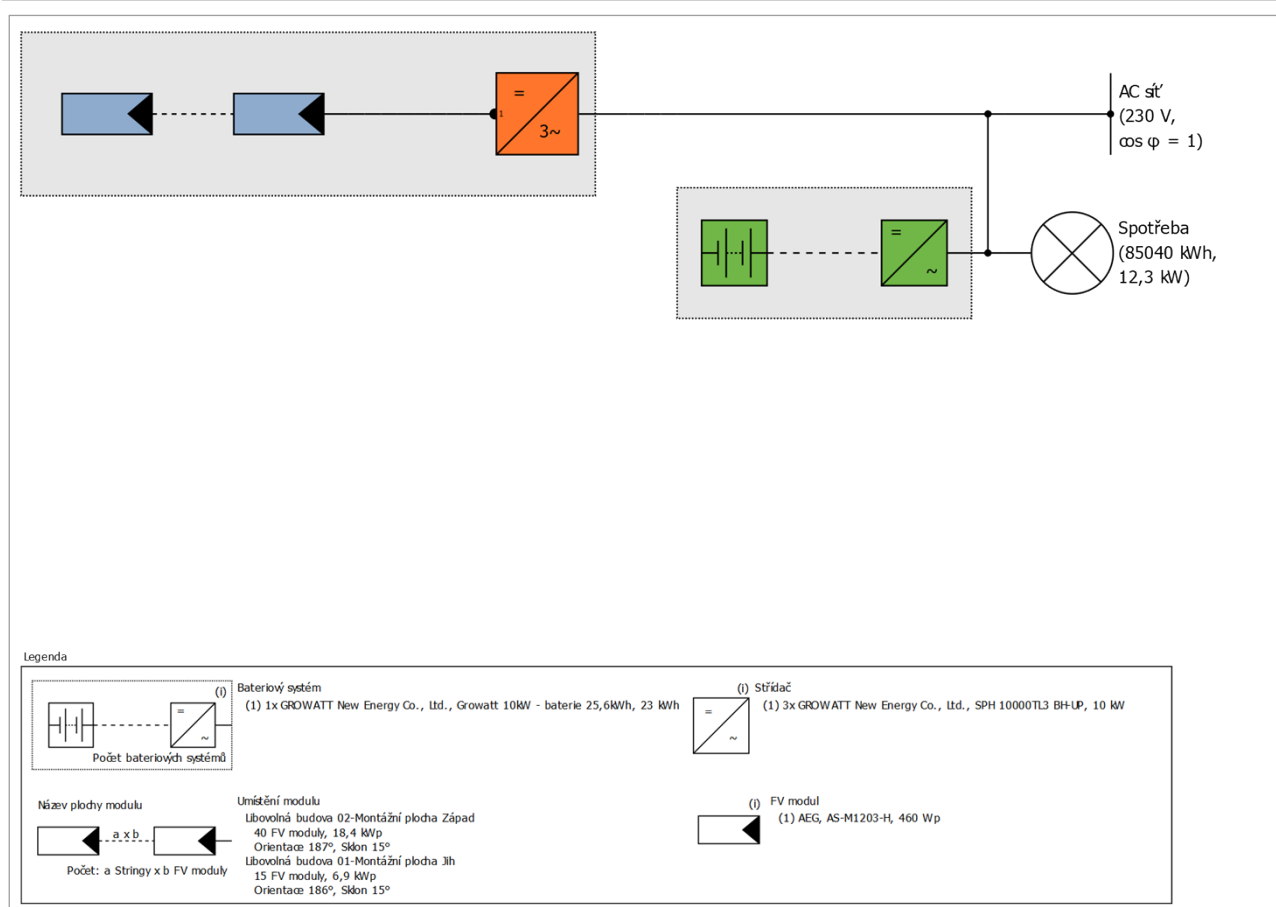 =
1
3~
AC síť
(230 V,
cos φ = 1)
=
~
Spotřeba
(85040 kWh,
12,3 kW)
Legenda
(i)
=
~
Počet bateriových systémů
Bateriový systém
(1) 1x GROWATT New Energy Co., Ltd., Growatt 10kW - baterie 25,6kWh, 23 kWh
(i)
=
~
Střídač
(1) 3x GROWATT New Energy Co., Ltd., SPH 10000TL3 BH-UP, 10 kW
Název plochy modulu
a x b
Počet: a Stringy x b FV moduly
Umístění modulu
Libovolná budova 02-Montážní plocha Západ
40 FV moduly, 18,4 kWp
Orientace 187°, Sklon 15°
Libovolná budova 01-Montážní plocha Jih
15 FV moduly, 6,9 kWp
Orientace 186°, Sklon 15°
(i)
FV modul
(1) AEG, AS-M1203-H, 460 Wp